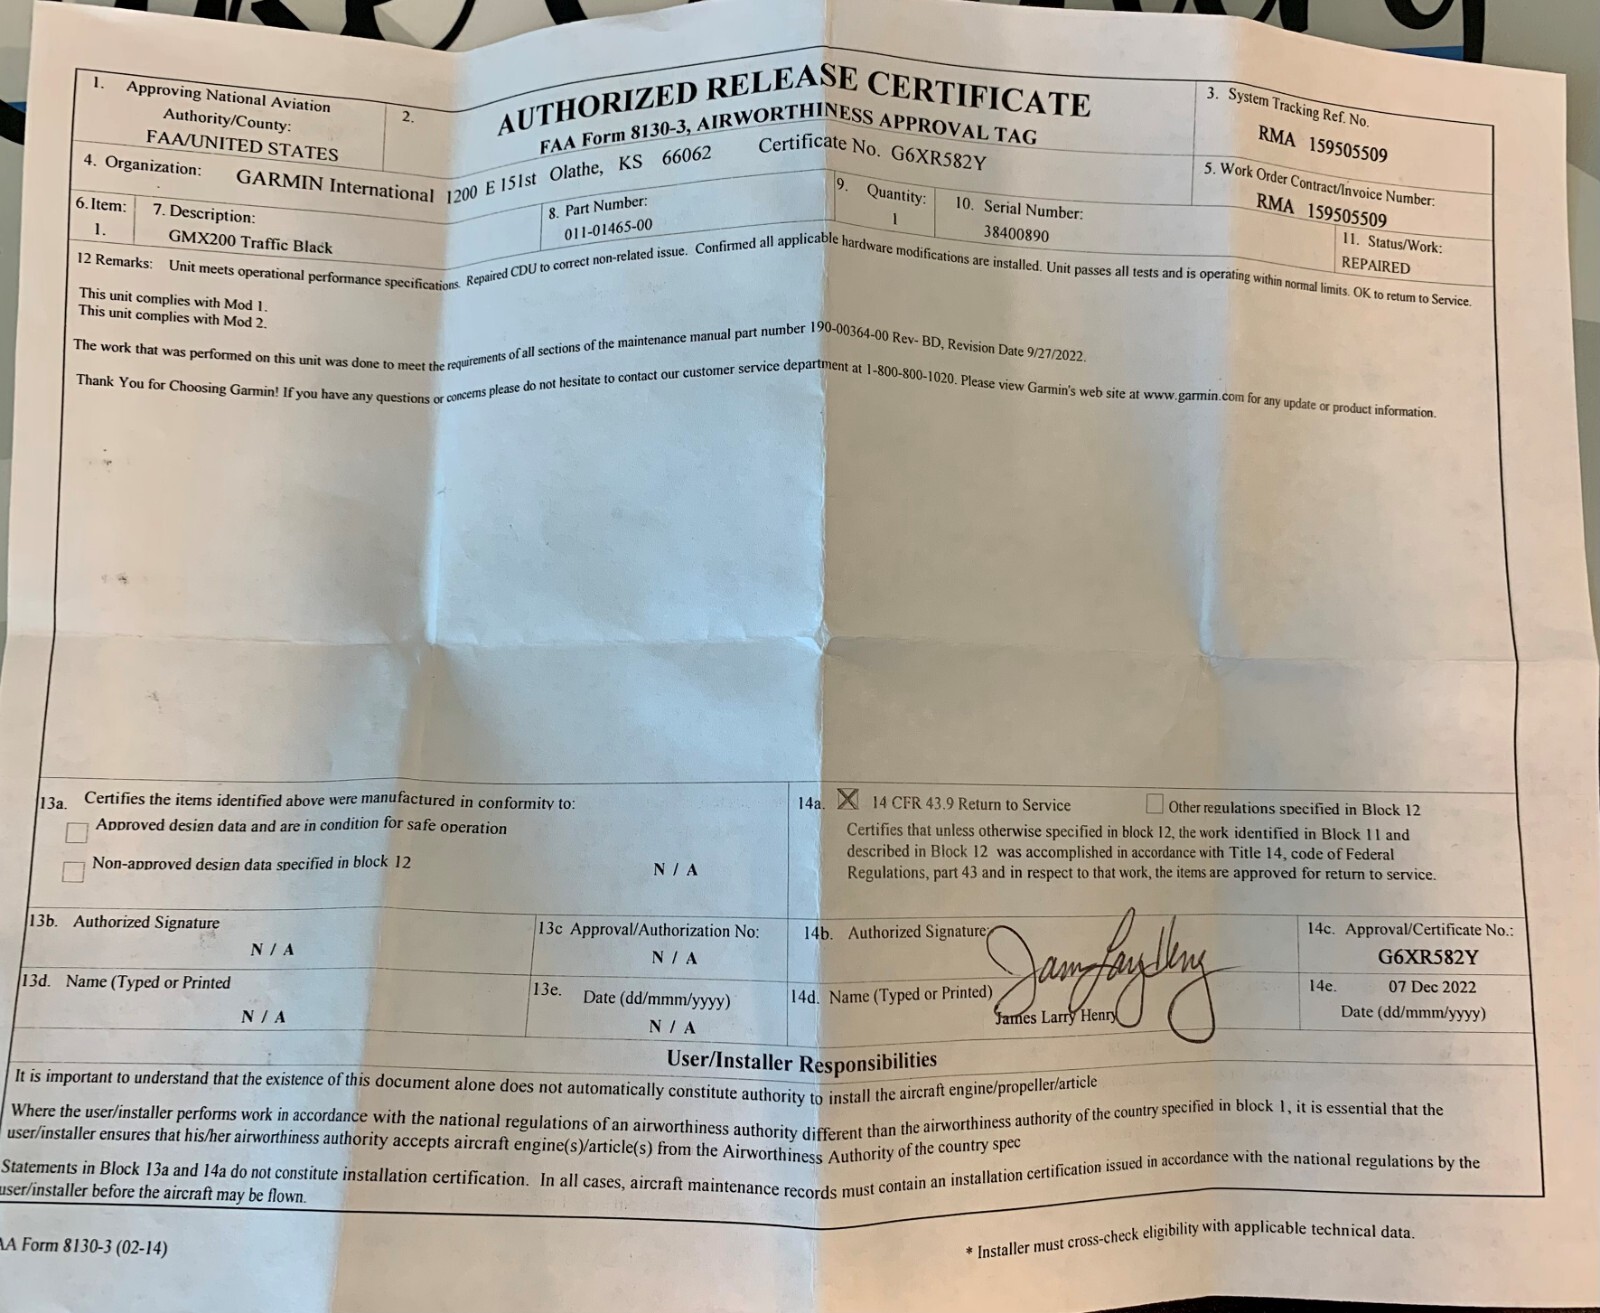 1. Approving National Aviation
Authority/County:
FAA/UNITED STATES
2.
AUTHORIZED RELEASE CERTIFICATE
FAA Form 8130-3, AIRWORTHINESS APPROVAL TAG
3. System Tracking Ref. No.
RMA 159505509
4. Organization: GARMIN International 1200 E 151st Olathe, KS 66062 Certificate No. G6XR582Y
5. Work Order Contract/Invoice Number:
RMA 159505509
6. Item:
1.
7. Description:
GMX200 Traffic Black
8. Part Number:
011-01465-00
9. Quantity:
1
10. Serial Number:
38400890
11. Status/Work:
REPAIRED
12 Remarks: Unit meets operational performance specifications. Repaired CDU to correct non-related issue. Confirmed all applicable hardware modifications are installed. Unit passes all tests and is operating within normal limits. OK to return to Service.
This unit complies with Mod 1.
This unit complies with Mod 2.
The work that was performed on this unit was done to meet the requirements of all sections of the maintenance manual part number 190-00364-00 Rev- BD, Revision Date 9/27/2022.
Thank You for Choosing Garmin! If you have any questions or concerns please do not hesitate to contact our customer service department at 1-800-800-1020. Please view Garmin's web site at www.garmin.com for any update or product information.
13a. Certifies the items identified above were manufactured in conformity to:
Approved design data and are in condition for safe operation
Non-approved design data specified in block 12
N / A
14a. 14 CFR 43.9 Return to Service
Other regulations specified in Block 12
Certifies that unless otherwise specified in block 12, the work identified in Block 11 and
described in Block 12 was accomplished in accordance with Title 14, code of Federal
Regulations, part 43 and in respect to that work, the items are approved for return to service.
13b. Authorized Signature
N / A
13c Approval/Authorization No:
N / A
14b. Authorized Signature:
14c. Approval/Certificate No.:
G6XR582Y
13d. Name (Typed or Printed
N / A
13e. Date (dd/mmm/yyyy)
N / A
14d. Name (Typed or Printed)
James Larry Henry
14e. 07 Dec 2022
Date (dd/mmm/yyyy)
User/Installer Responsibilities
It is important to understand that the existence of this document alone does not automatically constitute authority to install the aircraft engine/propeller/article
Where the user/installer performs work in accordance with the national regulations of an airworthiness authority different than the airworthiness authority of the country specified in block 1, it is essential that the
user/installer ensures that his/her airworthiness authority accepts aircraft engine(s)/article(s) from the Airworthiness Authority of the country spec
Statements in Block 13a and 14a do not constitute installation certification. In all cases, aircraft maintenance records must contain an installation certification issued in accordance with the national regulations by the
user/installer before the aircraft may be flown.
AA Form 8130-3 (02-14)
* Installer must cross-check eligibility with applicable technical data.